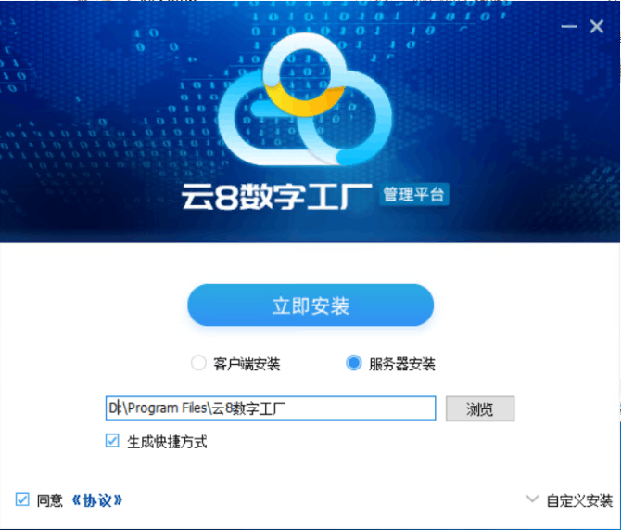 云8数字工厂 管理平台
立即安装
客户端安装 服务器安装
D:\Program Files\云8数字工厂 浏览
生成快捷方式
同意 《协议》 自定义安装